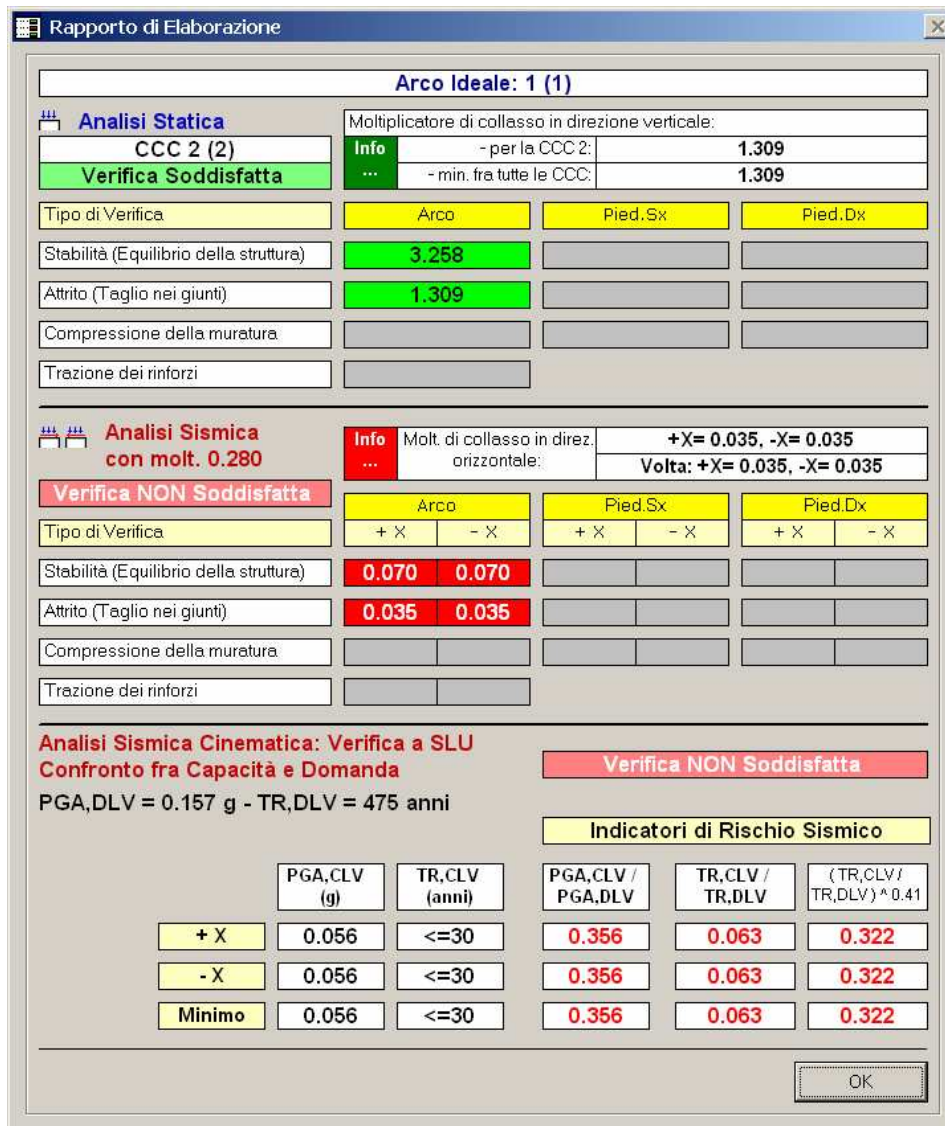 Rapporto di Elaborazione
Arco Ideale: 1 (1)
Analisi Statica
CCC 2 (2)
Verifica Soddisfatta
Moltiplicatore di collasso in direzione verticale:
Info ...
- per la CCC 2: 1.309
- min. fra tutte le CCC: 1.309
Tipo di Verifica Arco Pied.Sx Pied.Dx
Stabilità (Equilibrio della struttura) 3.258
Attrito (Taglio nei giunti) 1.309
Compressione della muratura
Trazione dei rinforzi
Analisi Sismica
con molt. 0.280
Verifica NON Soddisfatta
Info ...
Molt. di collasso in direz. orizzontale:
+X= 0.035, -X= 0.035
Volta: +X= 0.035, -X= 0.035
Arco Pied.Sx Pied.Dx
Tipo di Verifica + X - X + X - X + X - X
Stabilità (Equilibrio della struttura) 0.070 0.070
Attrito (Taglio nei giunti) 0.035 0.035
Compressione della muratura
Trazione dei rinforzi
Analisi Sismica Cinematica: Verifica a SLU
Confronto fra Capacità e Domanda
Verifica NON Soddisfatta
PGA,DLV = 0.157 g - TR,DLV = 475 anni
Indicatori di Rischio Sismico
PGA,CLV (g) TR,CLV (anni) PGA,CLV / PGA,DLV TR,CLV / TR,DLV (TR,CLV / TR,DLV) ^ 0.41
+ X 0.056 <=30 0.356 0.063 0.322
- X 0.056 <=30 0.356 0.063 0.322
Minimo 0.056 <=30 0.356 0.063 0.322
OK